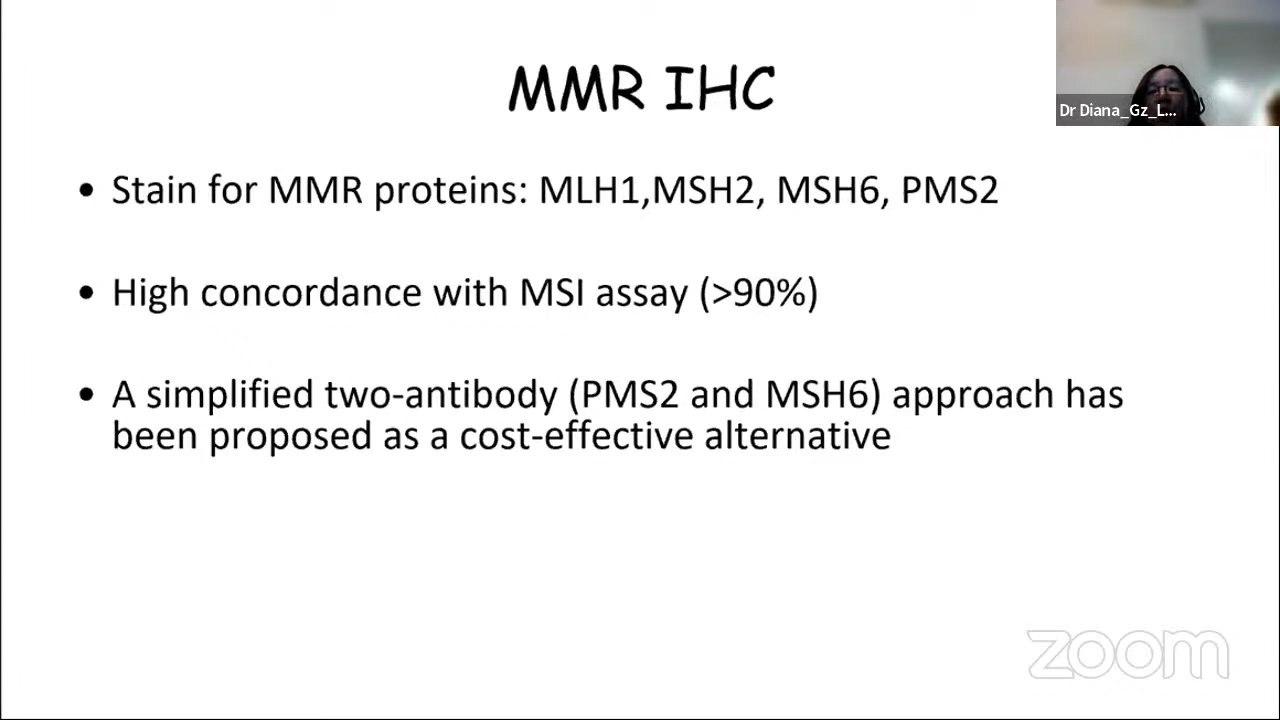 MMR IHC
Dr Diana_Gz_L...
• Stain for MMR proteins: MLH1,MSH2, MSH6, PMS2
• High concordance with MSI assay (>90%)
• A simplified two-antibody (PMS2 and MSH6) approach has
been proposed as a cost-effective alternative
zoom